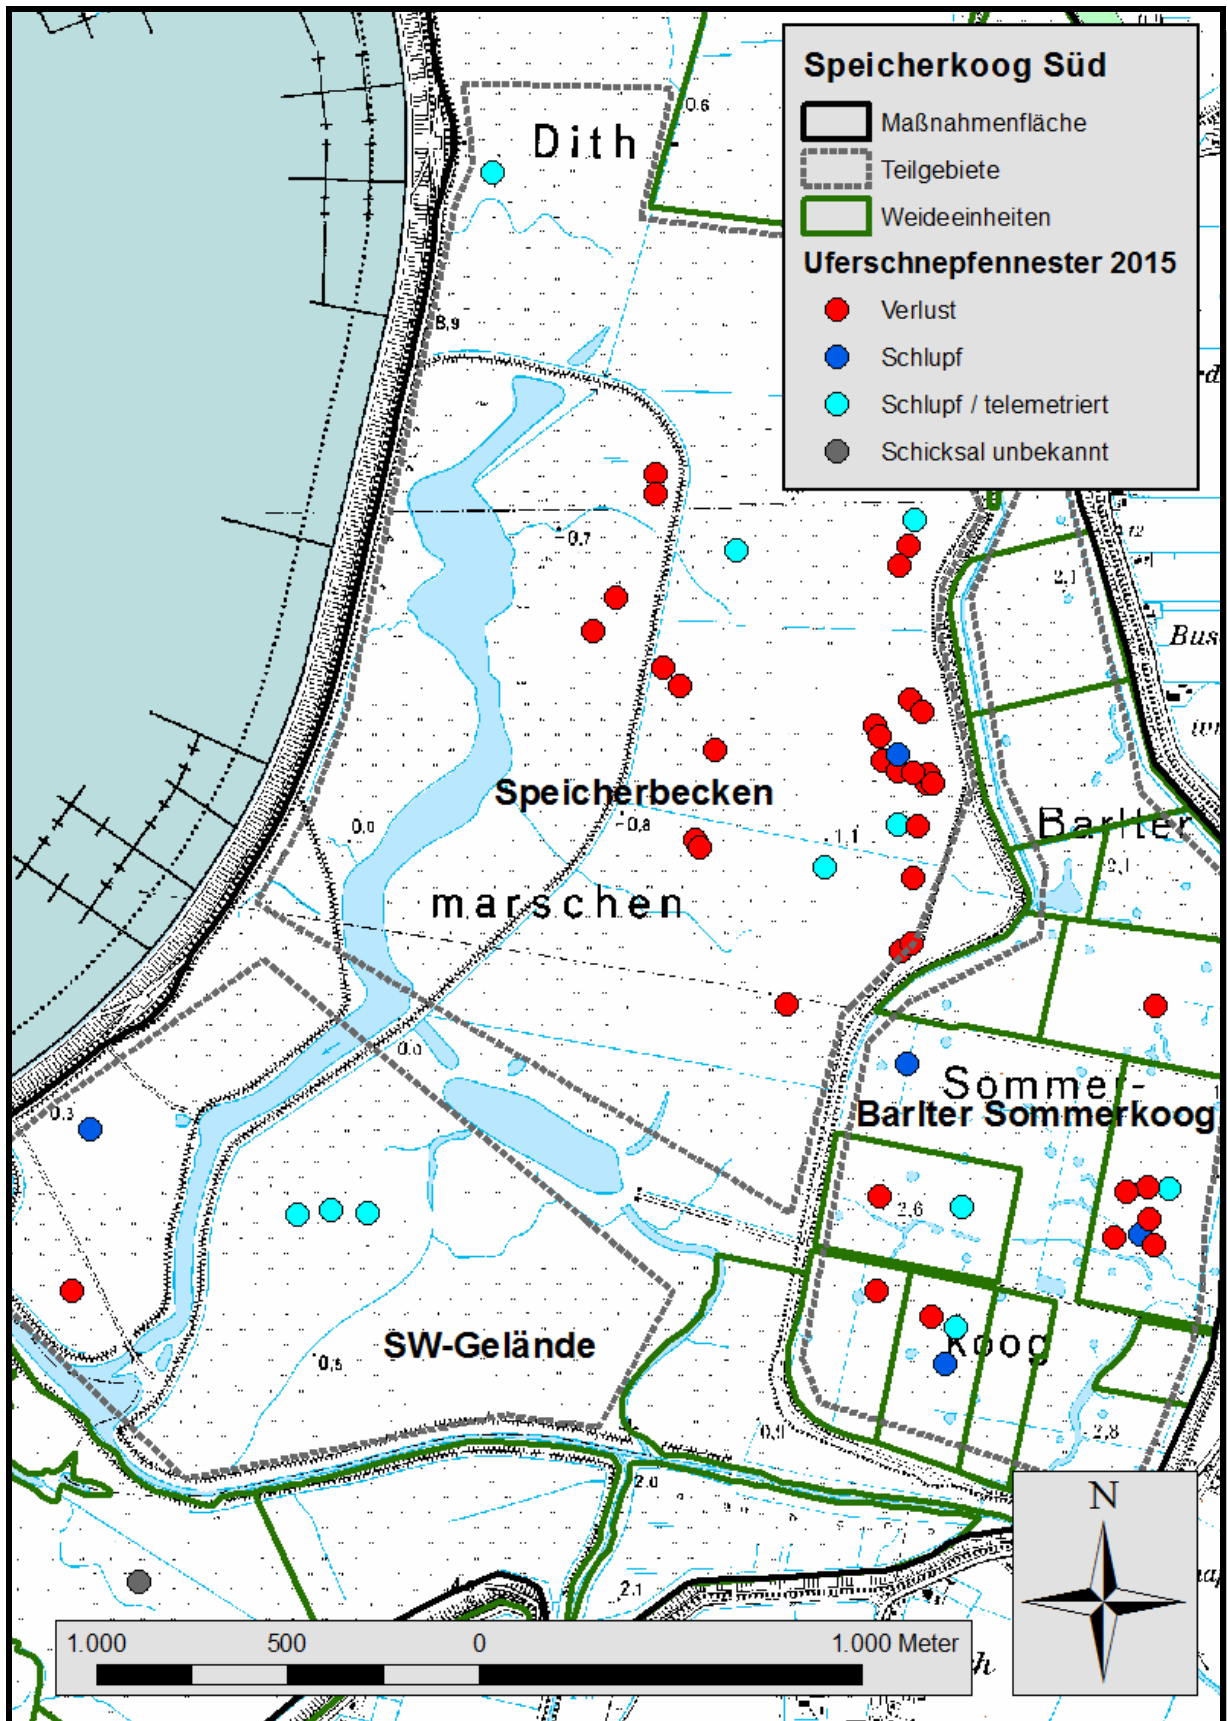 Speicherkoog Süd
Maßnahmenfläche
Teilgebiete
Weideeinheiten
Uferschnepfennester 2015
Verlust
Schlupf
Schlupf / telemetriert
Schicksal unbekannt
0.6
Dith
8,9
0,7
12
2,1
Bus
Speicherbecken
0,0
0,8
1,1
Barlter
2,1
marschen
0,3
Sommer-
Barlter Sommerkoog
2,6
SW-Gelände
0,6
Koog
0,9
2,8
2.0
2.1
N
1.000
500
0
1.000 Meter
h